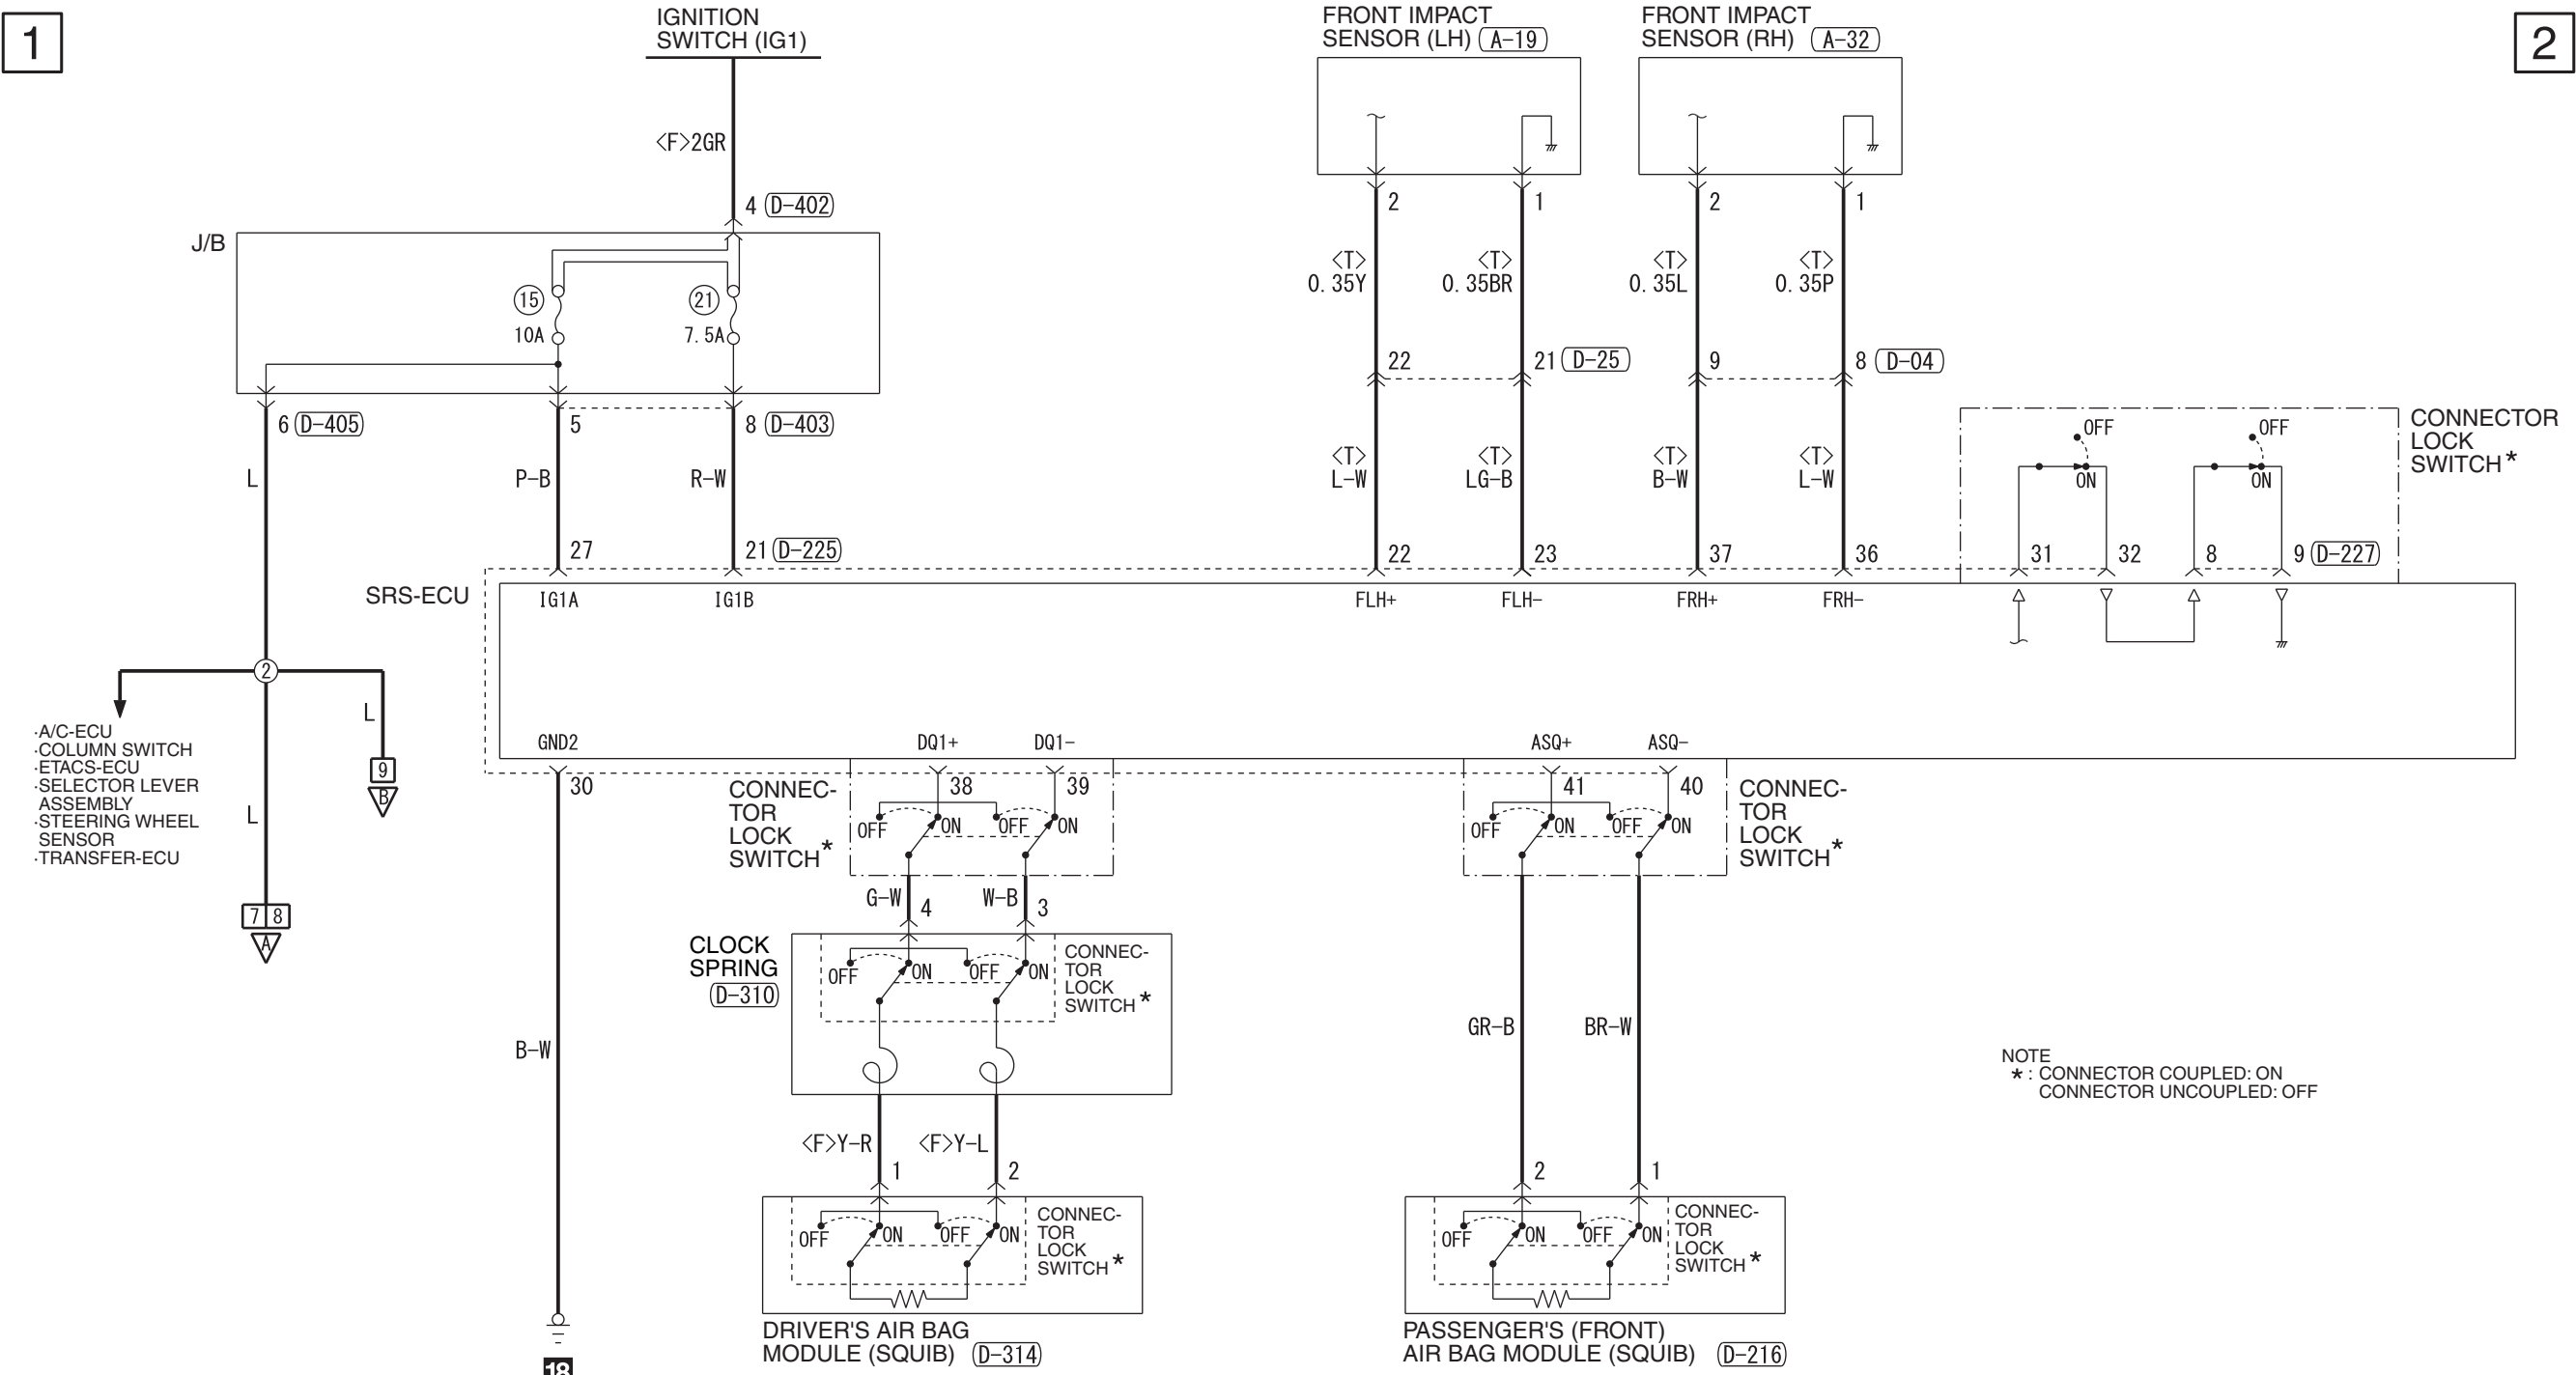 1
2
IGNITION
SWITCH (IG1)
<F>2GR
4 (D-402)
J/B
15
10A
21
7.5A
6 (D-405)
5
8 (D-403)
L
P-B
R-W
27
21 (D-225)
FRONT IMPACT
SENSOR (LH) (A-19)
FRONT IMPACT
SENSOR (RH) (A-32)
2
1
2
1
<T>
0.35Y
<T>
0.35BR
<T>
0.35L
<T>
0.35P
22
21 (D-25)
9
8 (D-04)
<T>
L-W
<T>
LG-B
<T>
B-W
<T>
L-W
22
23
37
36
OFF
ON
OFF
ON
CONNECTOR
LOCK
SWITCH*
31
32
8
9 (D-227)
SRS-ECU
IG1A
IG1B
FLH+
FLH-
FRH+
FRH-
2
·A/C-ECU
·COLUMN SWITCH
·ETACS-ECU
·SELECTOR LEVER
ASSEMBLY
·STEERING WHEEL
SENSOR
·TRANSFER-ECU
L
9
B
L
7 8
A
GND2
DQ1+
DQ1-
ASQ+
ASQ-
30
38
39
41
40
CONNEC-
TOR
LOCK
SWITCH*
OFF
ON
OFF
ON
OFF
ON
OFF
ON
CONNEC-
TOR
LOCK
SWITCH*
G-W
4
W-B
3
CLOCK
SPRING
(D-310)
OFF
ON
OFF
ON
CONNEC-
TOR
LOCK
SWITCH*
B-W
GR-B
BR-W
<F>Y-R
<F>Y-L
1
2
2
1
OFF
ON
OFF
ON
CONNEC-
TOR
LOCK
SWITCH*
OFF
ON
OFF
ON
CONNEC-
TOR
LOCK
SWITCH*
DRIVER'S AIR BAG
MODULE (SQUIB) (D-314)
PASSENGER'S (FRONT)
AIR BAG MODULE (SQUIB) (D-216)
18
NOTE
* : CONNECTOR COUPLED: ON
CONNECTOR UNCOUPLED: OFF